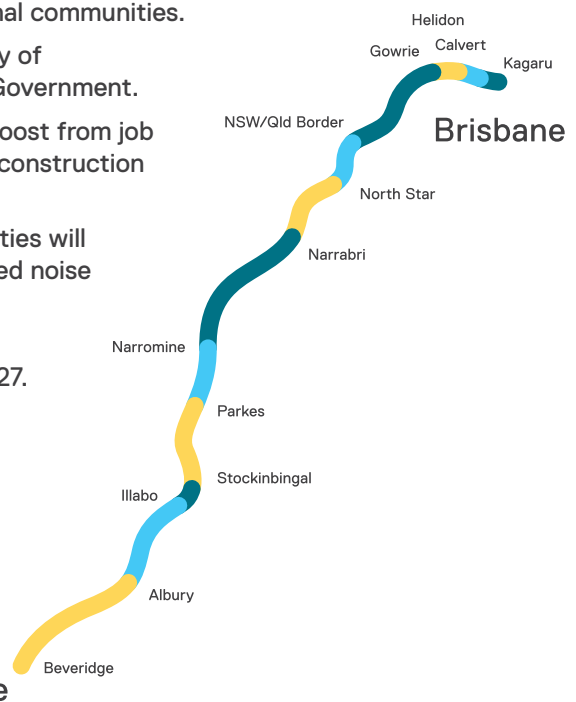 nal communities.
y of
Government.
oost from job
construction
ties will
ed noise
27.
e
Helidon
Gowrie
Calvert
Kagaru
NSW/Qld Border
Brisbane
North Star
Narrabri
Narromine
Parkes
Stockinbingal
Illabo
Albury
Beveridge